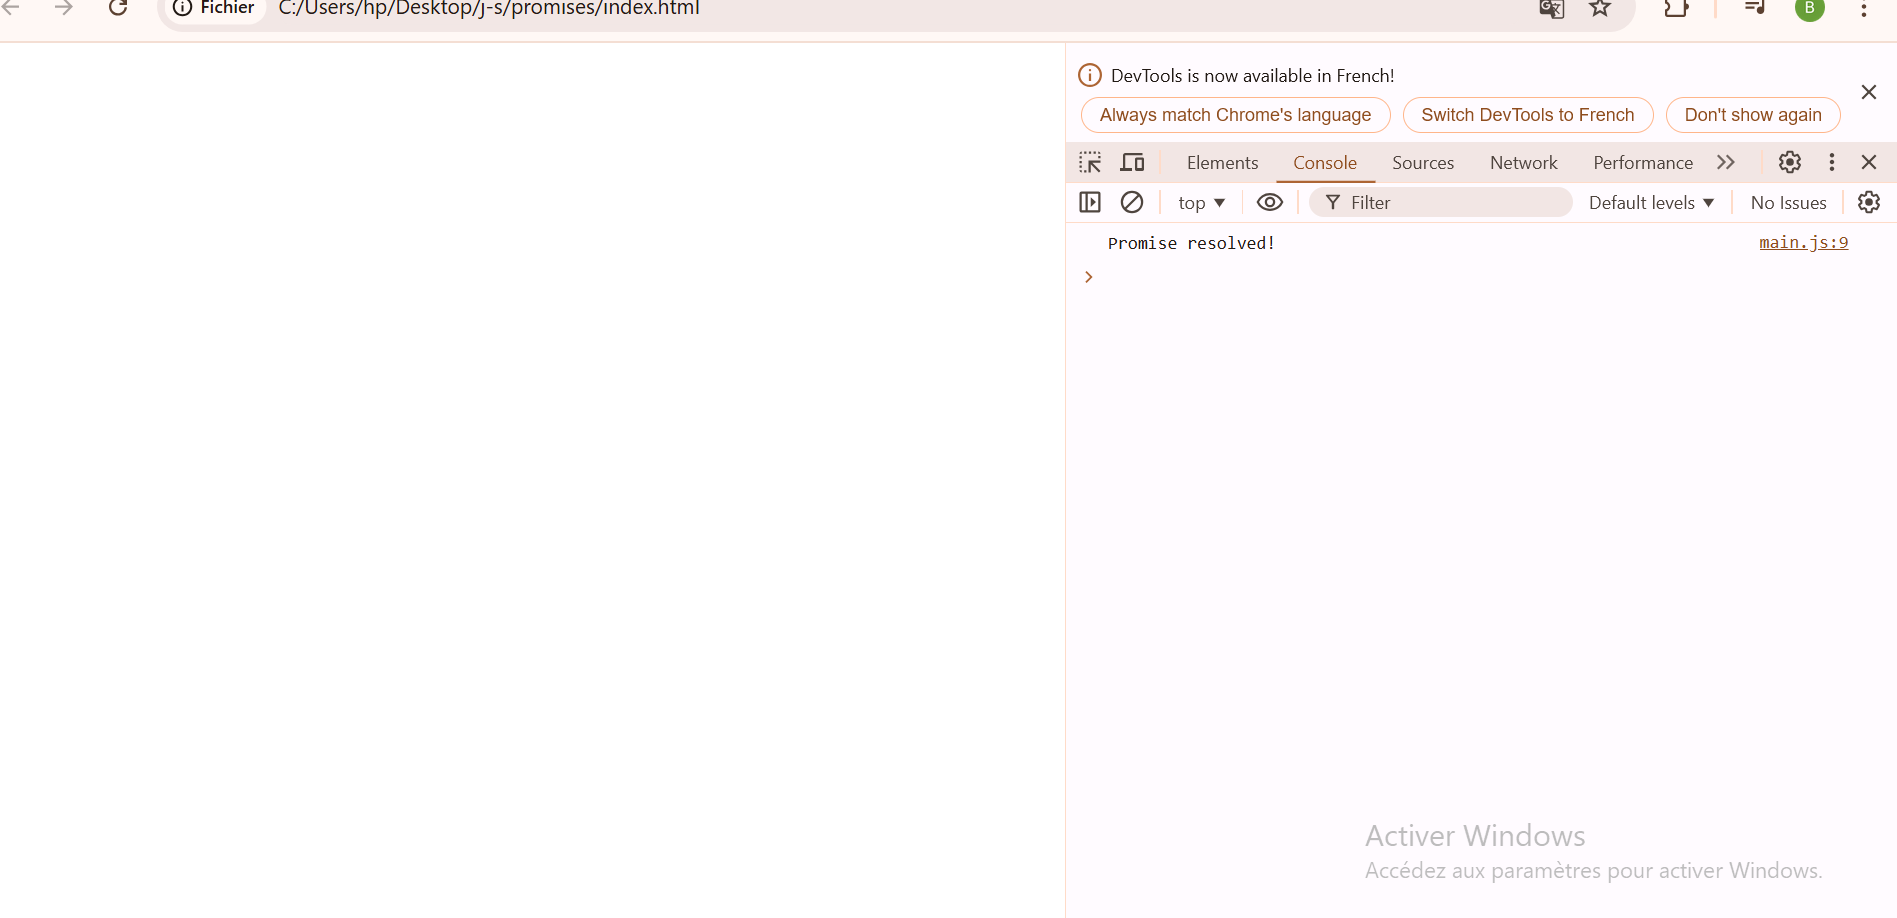 Fichier C:/Users/hp/Desktop/j-s/promises/index.html
B
DevTools is now available in French!
Always match Chrome's language Switch DevTools to French Don't show again
Elements Console Sources Network Performance
top Filter Default levels No Issues
Promise resolved! main.js:9
Activer Windows
Accédez aux paramètres pour activer Windows.